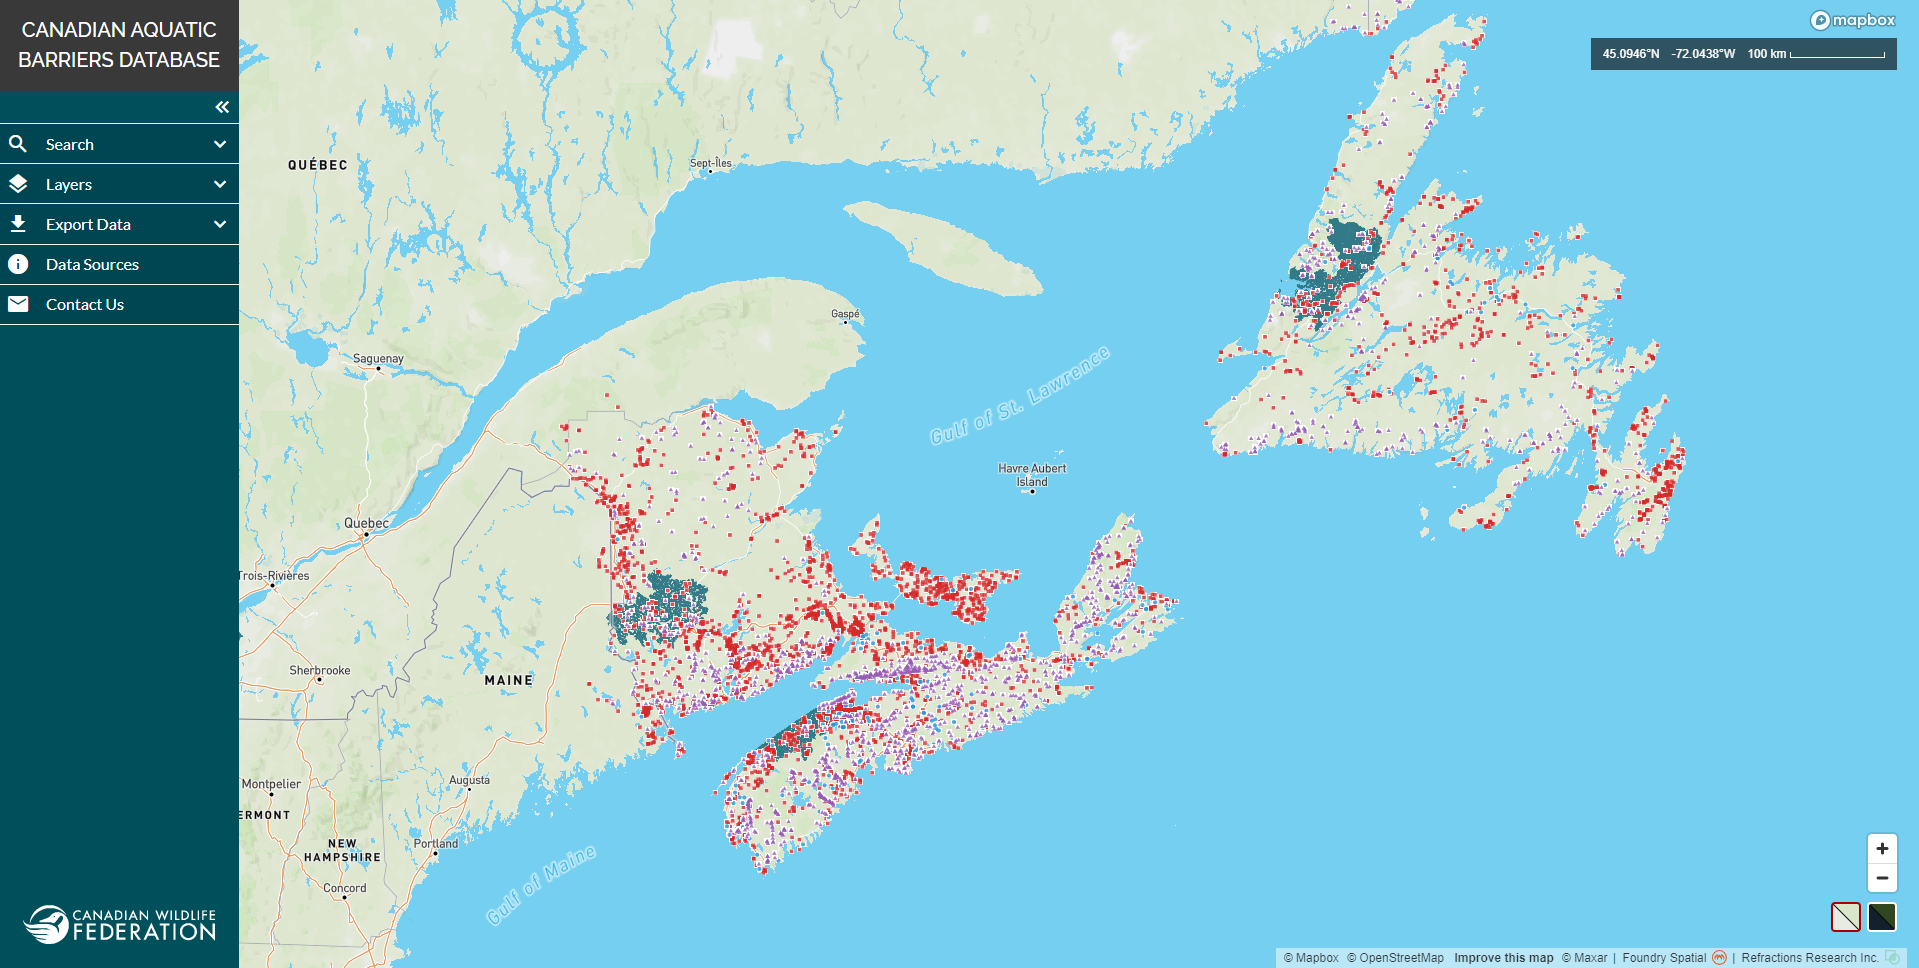 CANADIAN AQUATIC
BARRIERS DATABASE
Search
Layers
Export Data
Data Sources
Contact Us
CANADIAN WILDLIFE
FEDERATION
mapbox
45.0946°N -72.0438°W 100 km
QUÉBEC
Sept-Îles
Gaspé
Saguenay
Gulf of St. Lawrence
Havre Aubert
Island
Quebec
Trois-Rivières
Sherbrooke
MAINE
Montpelier
Augusta
ERMONT
NEW
HAMPSHIRE
Portland
Concord
Gulf of Maine
© Mapbox © OpenStreetMap Improve this map © Maxar | Foundry Spatial | Refractions Research Inc.